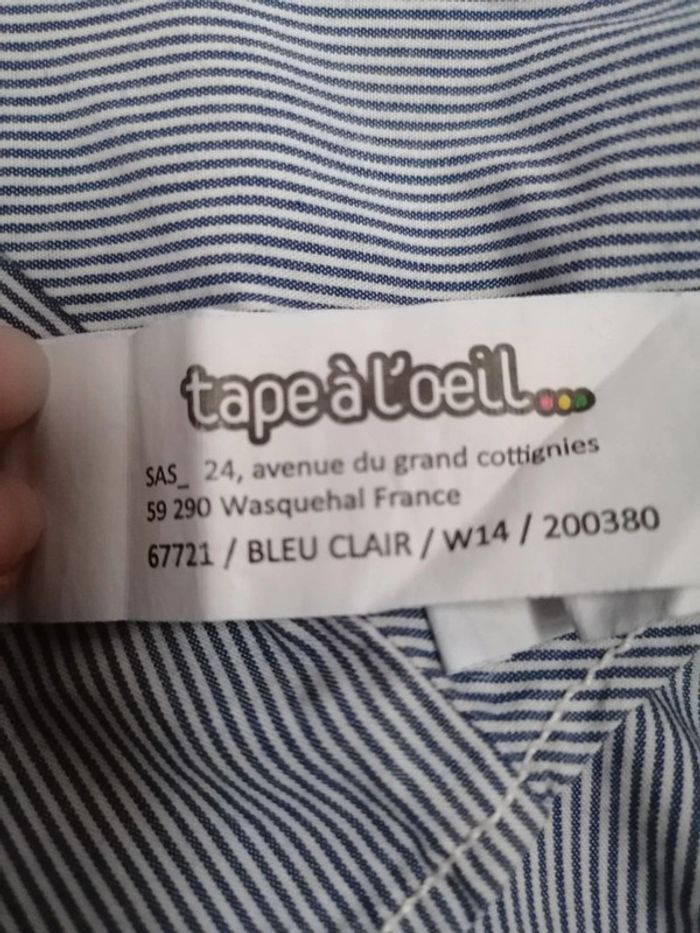 tape à l'oeil...
SAS_ 24, avenue du grand cottignies
59 290 Wasquehal France
67721 / BLEU CLAIR / W14 / 200380